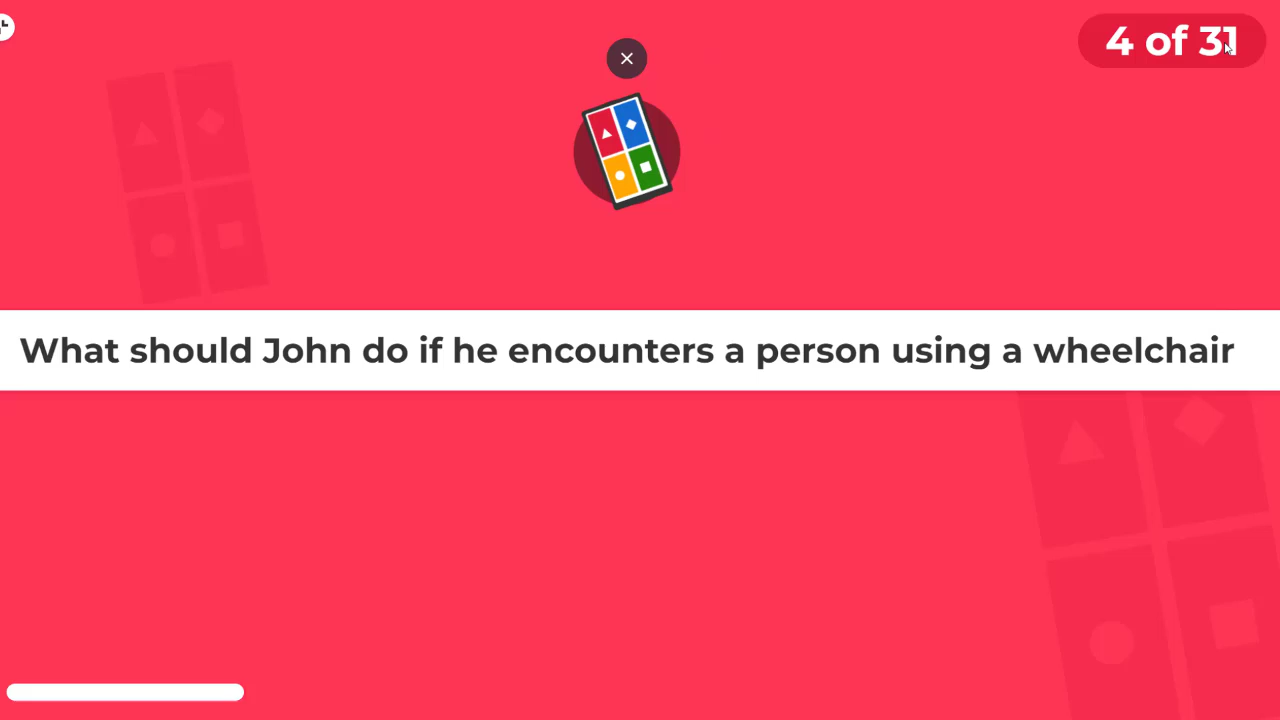 4 of 31
What should John do if he encounters a person using a wheelchair